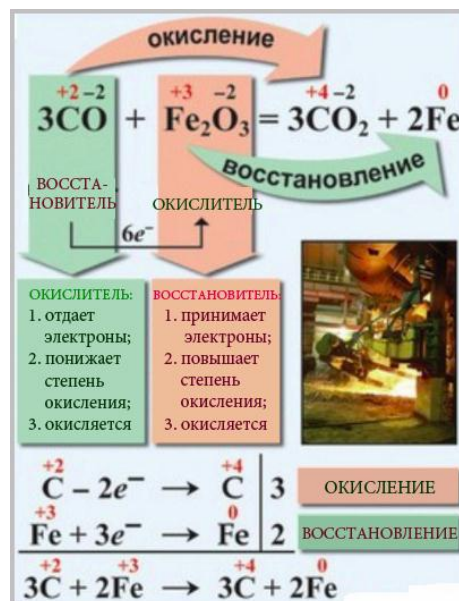 окисление
+2 −2 +3 −2 +4 −2 0
3CO + Fe₂O₃ = 3CO₂ + 2Fe
восстановление
ВОССТА-
НОВИТЕЛЬ
ОКИСЛИТЕЛЬ
6e⁻
ОКИСЛИТЕЛЬ:
1. отдает
электроны;
2. понижает
степень
окисления;
3. окисляется
ВОССТАНОВИТЕЛЬ:
1. принимает
электроны;
2. повышает
степень
окисления;
3. окисляется
+2 +4
C − 2e⁻ → C 3
ОКИСЛЕНИЕ
+3 0
Fe + 3e⁻ → Fe 2
ВОССТАНОВЛЕНИЕ
+2 +3 +4 0
3C + 2Fe → 3C + 2Fe